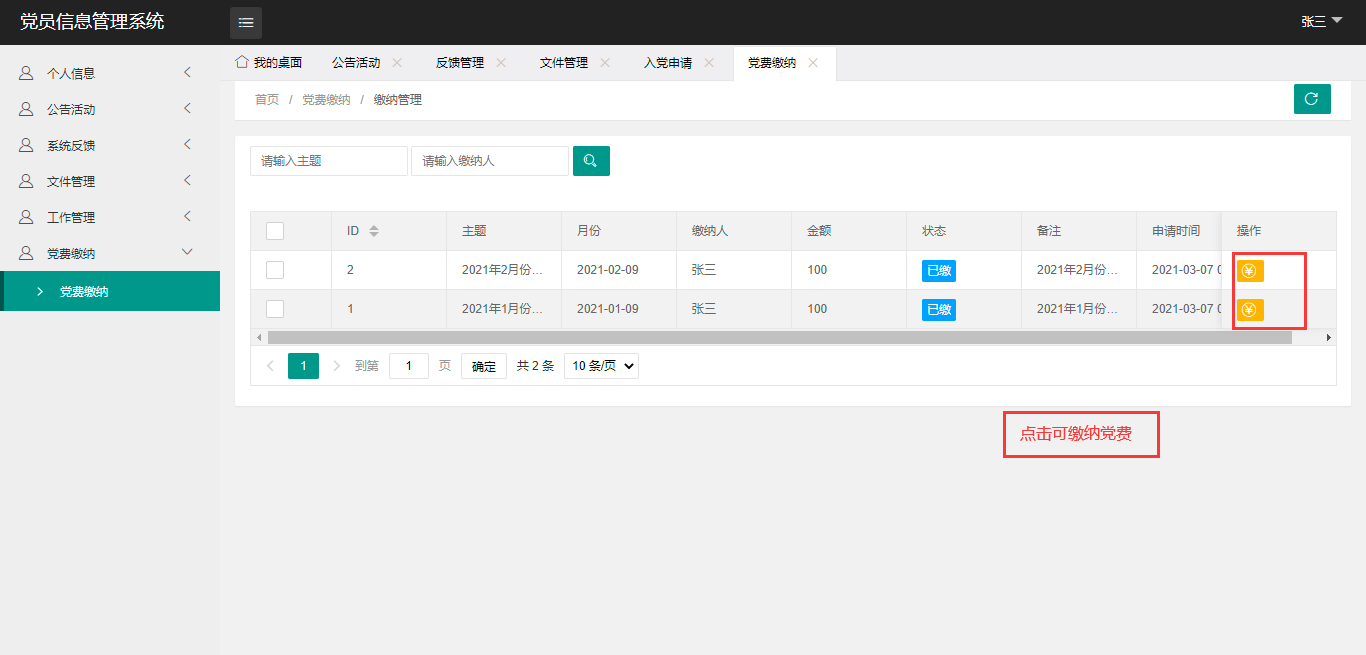 党员信息管理系统
张三
个人信息
公告活动
系统反馈
文件管理
工作管理
党费缴纳
党费缴纳
我的桌面 公告活动 反馈管理 文件管理 入党申请 党费缴纳
首页 / 党费缴纳 / 缴纳管理
请输入主题 请输入缴纳人
ID 主题 月份 缴纳人 金额 状态 备注 申请时间 操作
2 2021年2月份... 2021-02-09 张三 100 已缴 2021年2月份... 2021-03-07 0
1 2021年1月份... 2021-01-09 张三 100 已缴 2021年1月份... 2021-03-07 0
1 到第 1 页 确定 共 2 条 10 条/页
点击可缴纳党费